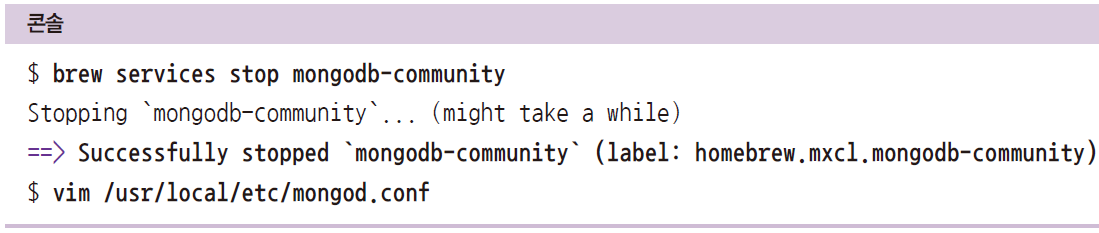 콘솔
$ brew services stop mongodb-community
Stopping `mongodb-community`... (might take a while)
==> Successfully stopped `mongodb-community` (label: homebrew.mxcl.mongodb-community)
$ vim /usr/local/etc/mongod.conf